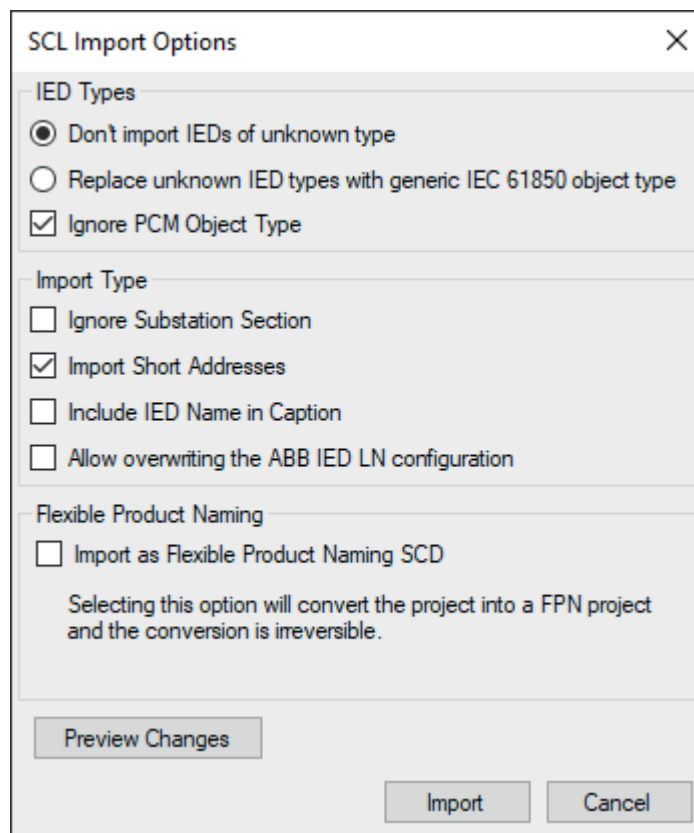 SCL Import Options
IED Types
Don't import IEDs of unknown type
Replace unknown IED types with generic IEC 61850 object type
Ignore PCM Object Type
Import Type
Ignore Substation Section
Import Short Addresses
Include IED Name in Caption
Allow overwriting the ABB IED LN configuration
Flexible Product Naming
Import as Flexible Product Naming SCD
Selecting this option will convert the project into a FPN project
and the conversion is irreversible.
Preview Changes
Import Cancel